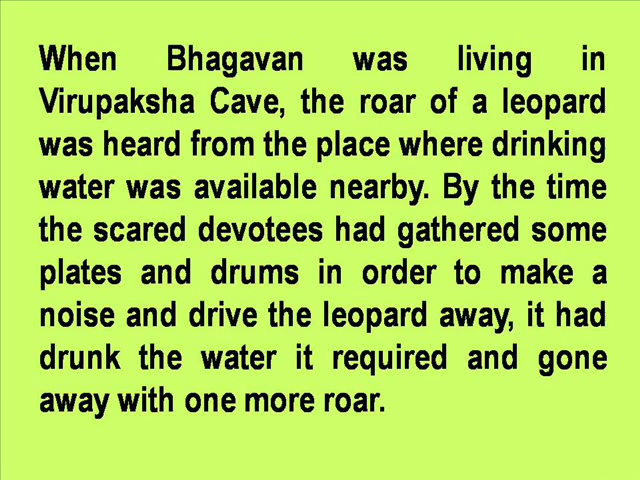 When Bhagavan was living in
Virupaksha Cave, the roar of a leopard
was heard from the place where drinking
water was available nearby. By the time
the scared devotees had gathered some
plates and drums in order to make a
noise and drive the leopard away, it had
drunk the water it required and gone
away with one more roar.